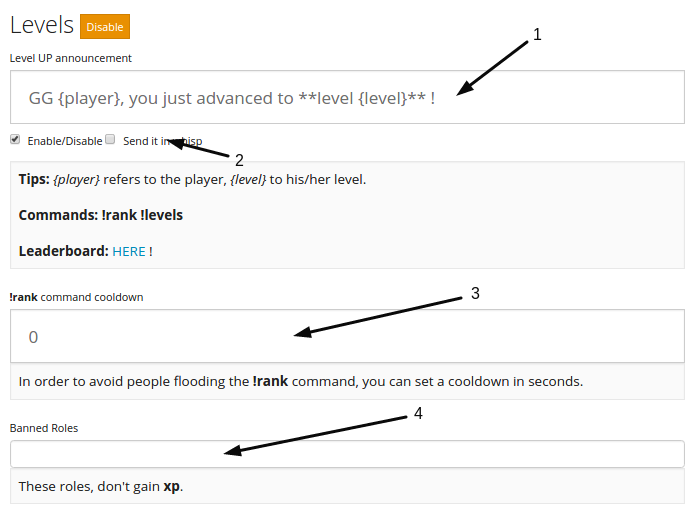 Levels Disable
Level UP announcement
1
GG {player}, you just advanced to **level {level}** !
Enable/Disable Send it in whisp
2
Tips: {player} refers to the player, {level} to his/her level.
Commands: !rank !levels
Leaderboard: HERE !
!rank command cooldown
3
0
In order to avoid people flooding the !rank command, you can set a cooldown in seconds.
4
Banned Roles
These roles, don't gain xp.